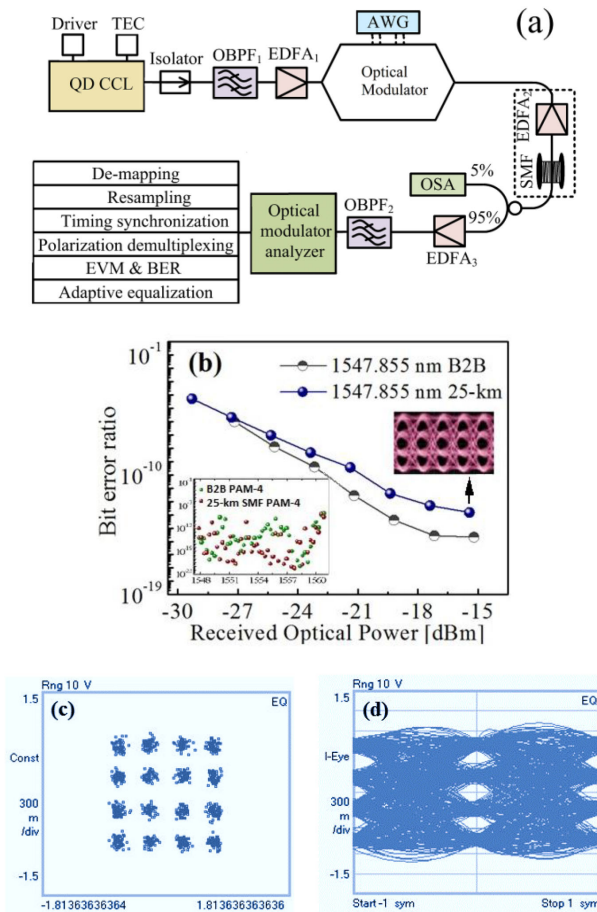 (a)
Driver
TEC
QD CCL
Isolator
OBPF1
EDFA1
AWG
Optical
Modulator
EDFA2
SMF
5%
OSA
95%
EDFA3
OBPF2
Optical
modulator
analyzer
De-mapping
Resampling
Timing synchronization
Polarization demultiplexing
EVM & BER
Adaptive equalization
(b)
1547.855 nm B2B
1547.855 nm 25-km
Bit error ratio
10-1
10-10
10-19
B2B PAM-4
25-km SMF PAM-4
1548 1551 1554 1557 1560
-30 -27 -24 -21 -18 -15
Received Optical Power [dBm]
Rng 10 V
1.5
(c)
EQ
Const
300
m
/div
-1.5
-1.81363636364
1.813636363636
Rng 10 V
1.5
(d)
EQ
I-Eye
300
m
/div
-1.5
Start -1 sym
Stop 1 sym